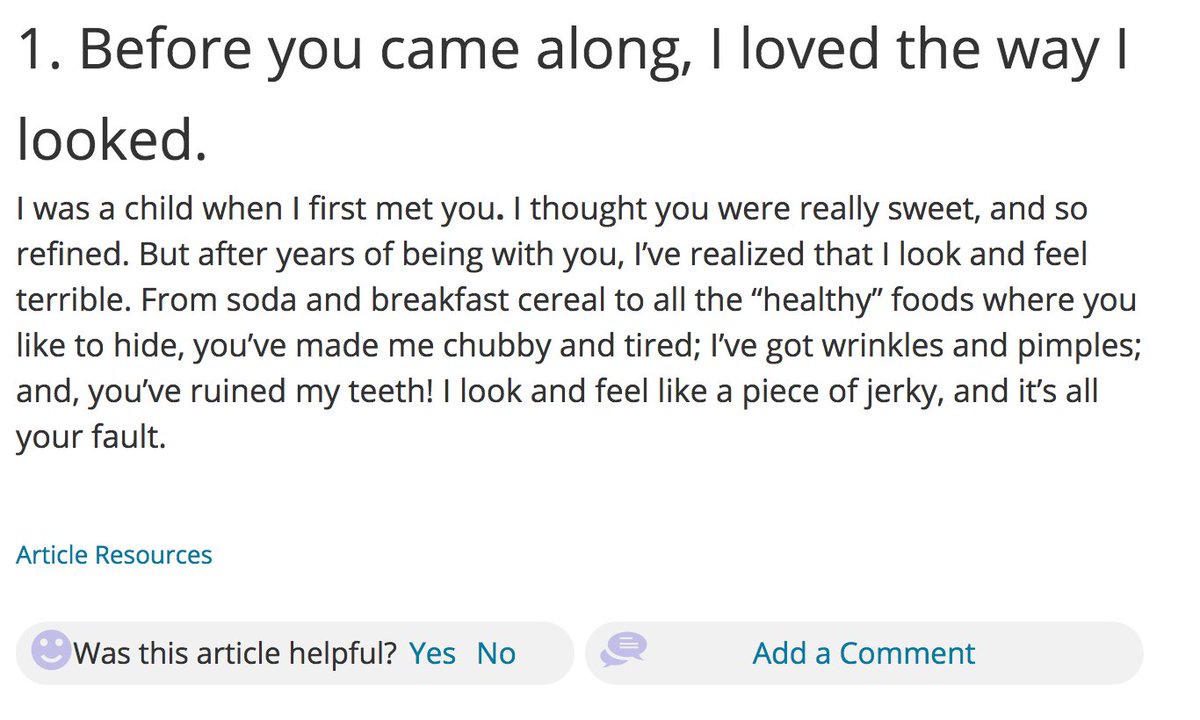 1. Before you came along, I loved the way I
looked.
I was a child when I first met you. I thought you were really sweet, and so
refined. But after years of being with you, I’ve realized that I look and feel
terrible. From soda and breakfast cereal to all the “healthy” foods where you
like to hide, you’ve made me chubby and tired; I’ve got wrinkles and pimples;
and, you’ve ruined my teeth! I look and feel like a piece of jerky, and it’s all
your fault.
Article Resources
Was this article helpful? Yes No
Add a Comment